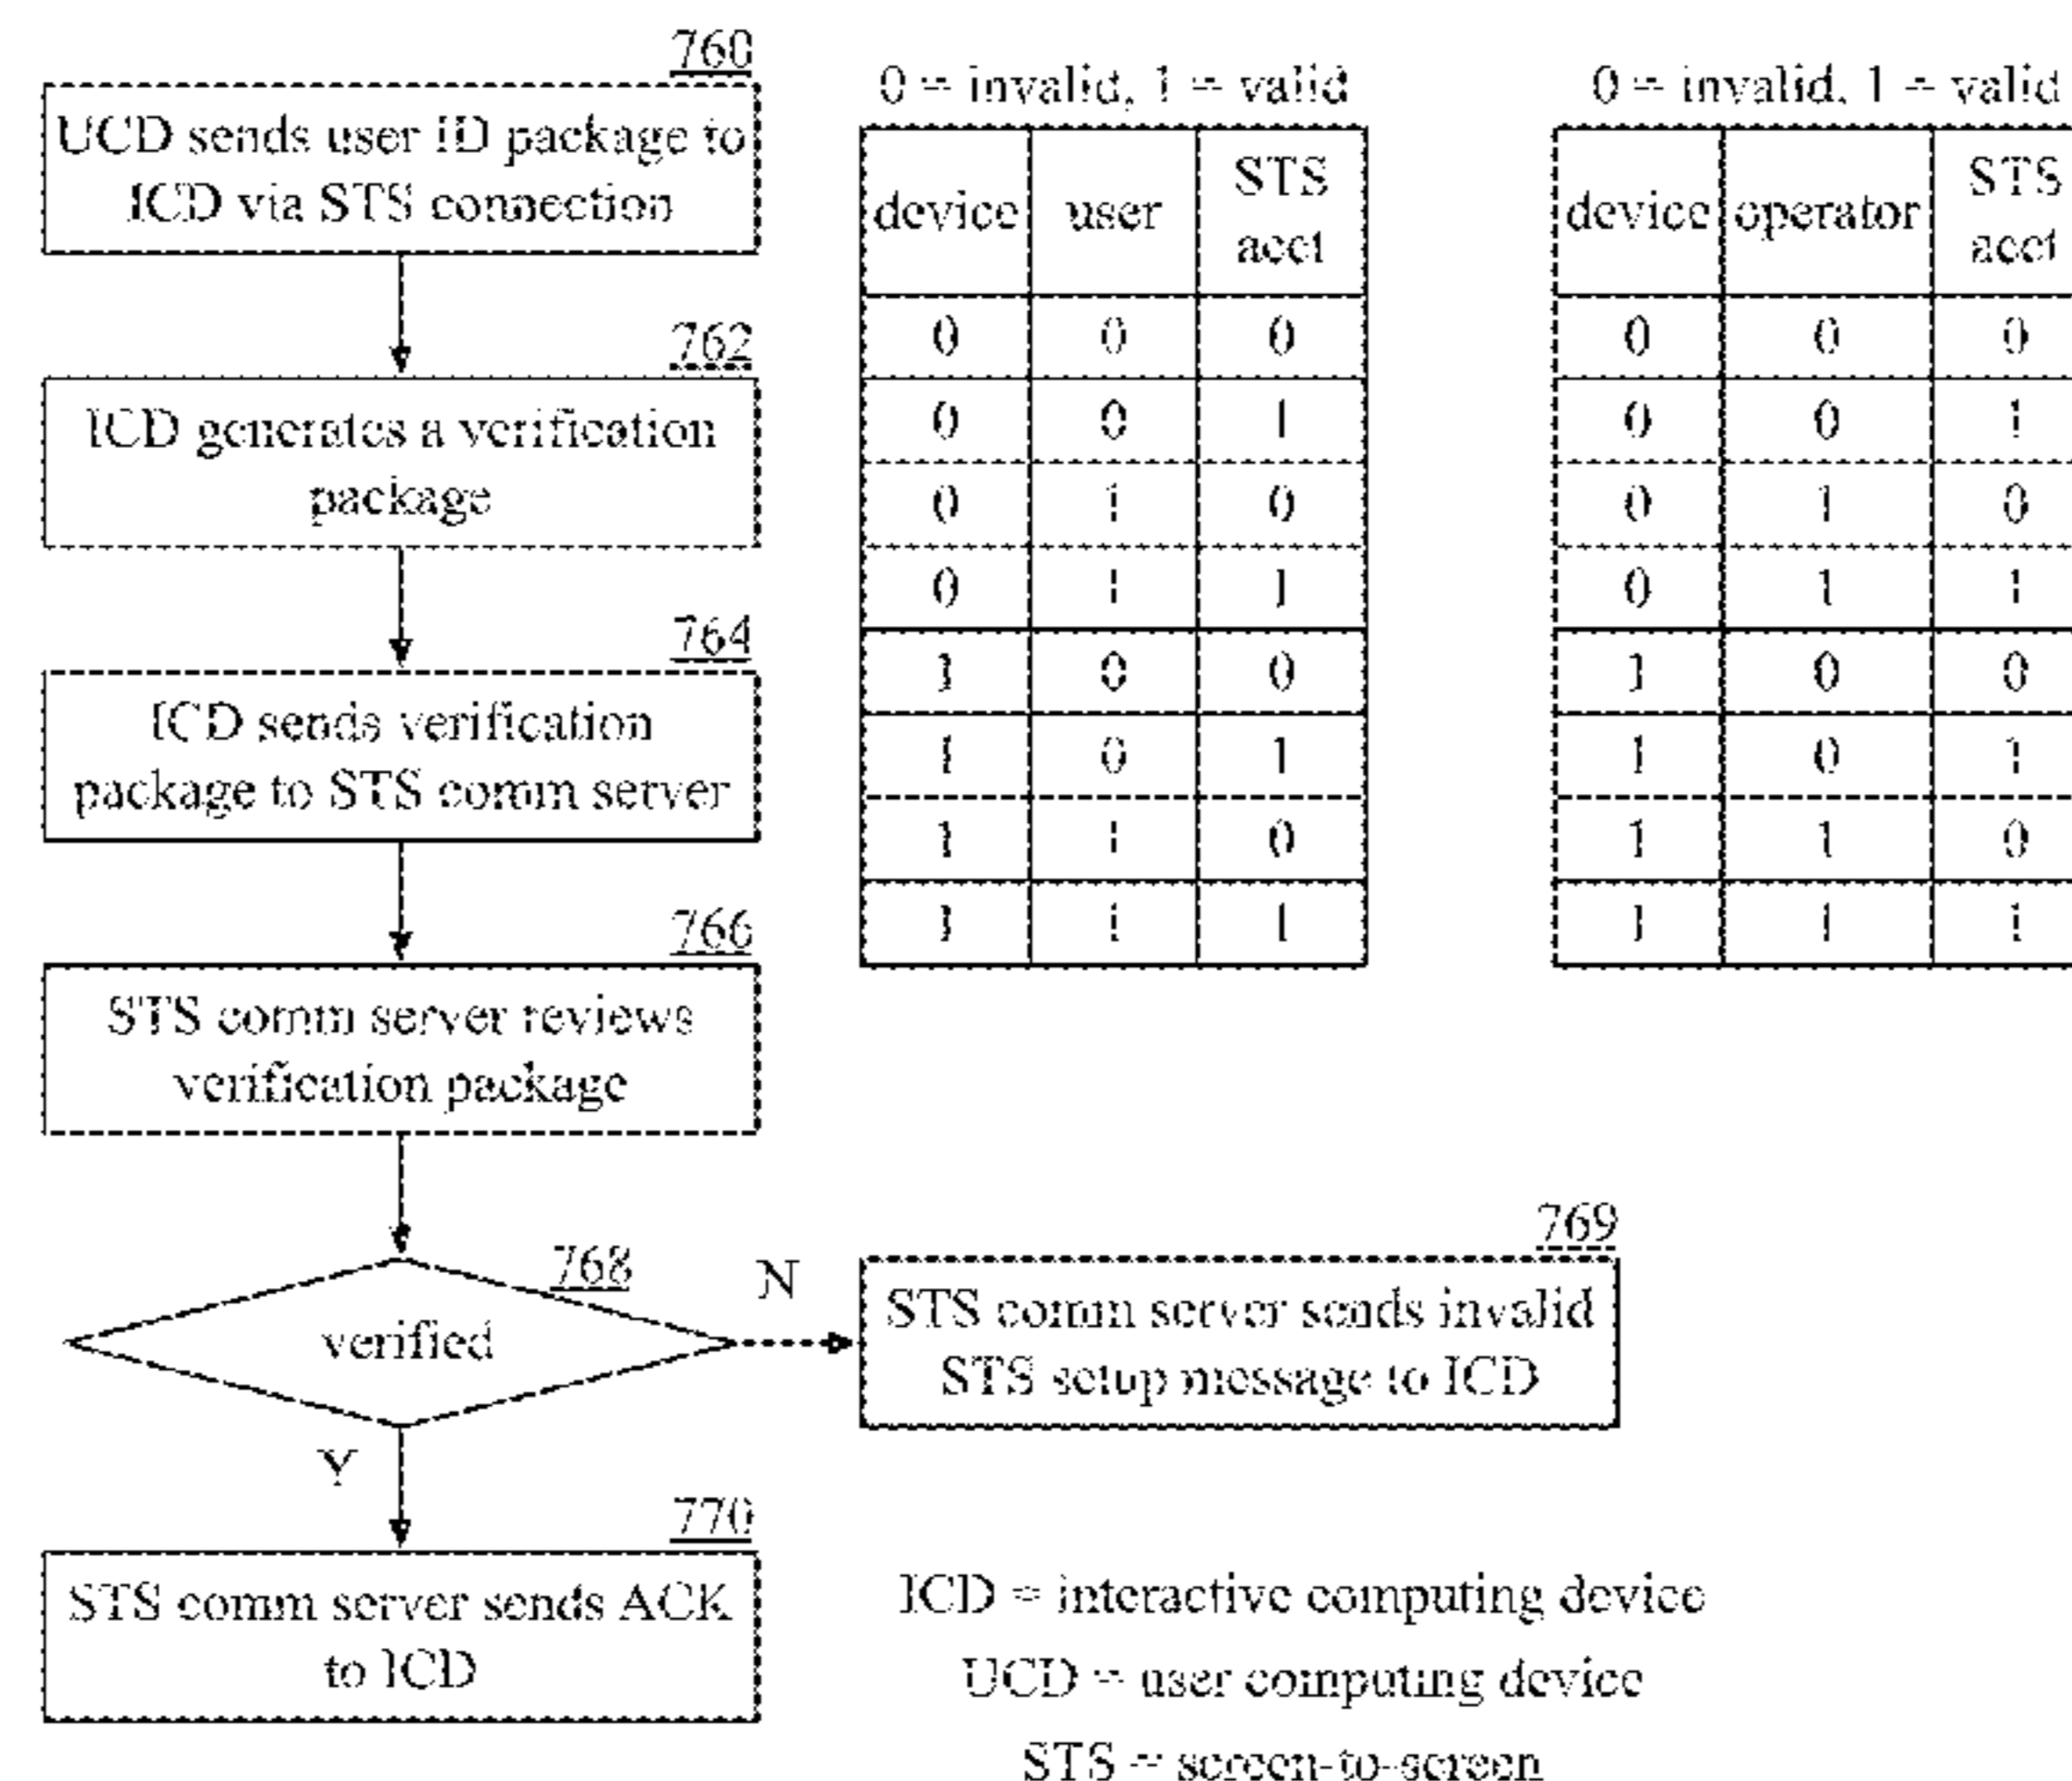 760
UCD sends user ID package to
ICD via STS connection
762
ICD generates a verification
package
764
ICD sends verification
package to STS comm server
766
STS comm server reviews
verification package
768
verified
N
Y
769
STS comm server sends invalid
STS setup message to ICD
770
STS comm server sends ACK
to ICD
0 = invalid, 1 = valid
device user STS acct
0 0 0
0 0 1
0 1 0
0 1 1
1 0 0
1 0 1
1 1 0
1 1 1
0 = invalid, 1 = valid
device operator STS acct
0 0 0
0 0 1
0 1 0
0 1 1
1 0 0
1 0 1
1 1 0
1 1 1
ICD = interactive computing device
UCD = user computing device
STS = screen-to-screen